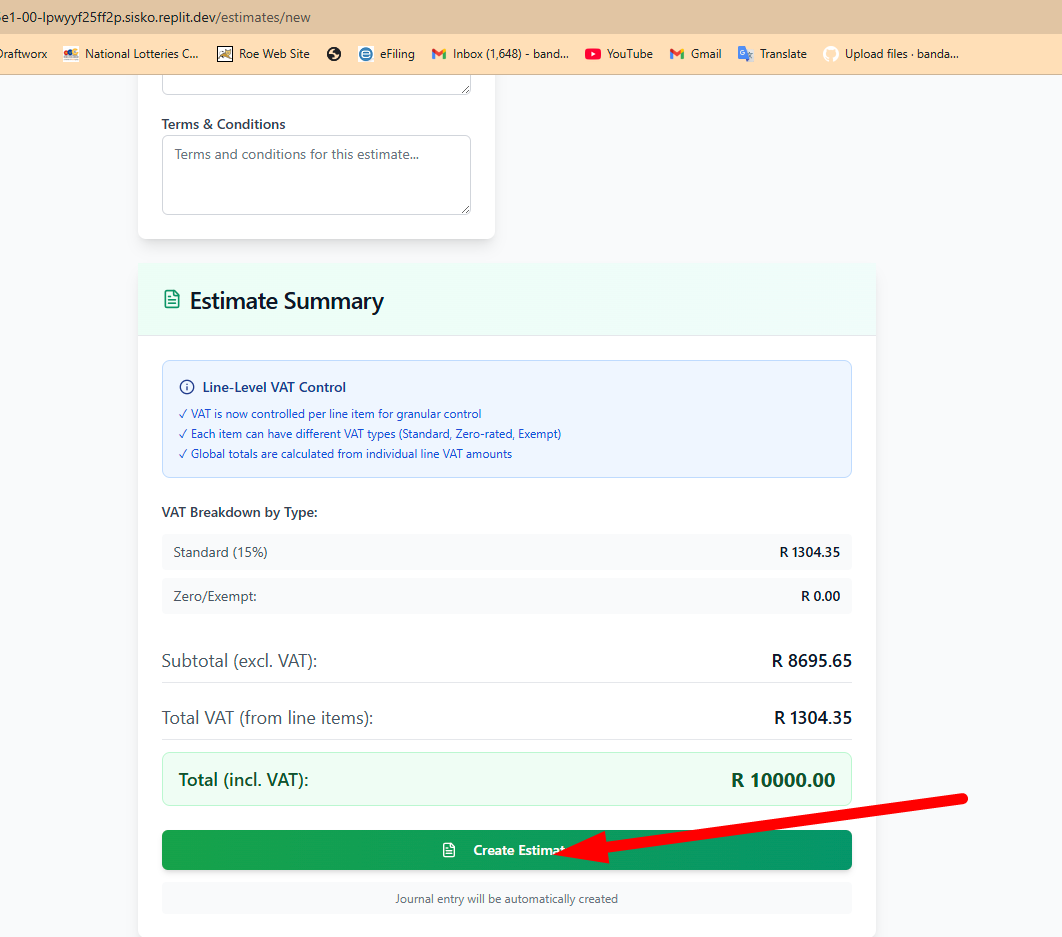 e1-00-lpwyyf25ff2p.sisko.replit.dev/estimates/new
Draftworx National Lotteries C... Roe Web Site eFiling Inbox (1,648) - band... YouTube Gmail Translate Upload files · banda...
Terms & Conditions
Terms and conditions for this estimate...
Estimate Summary
Line-Level VAT Control
✓ VAT is now controlled per line item for granular control
✓ Each item can have different VAT types (Standard, Zero-rated, Exempt)
✓ Global totals are calculated from individual line VAT amounts
VAT Breakdown by Type:
Standard (15%) R 1304.35
Zero/Exempt: R 0.00
Subtotal (excl. VAT): R 8695.65
Total VAT (from line items): R 1304.35
Total (incl. VAT): R 10000.00
Create Estimat
Journal entry will be automatically created